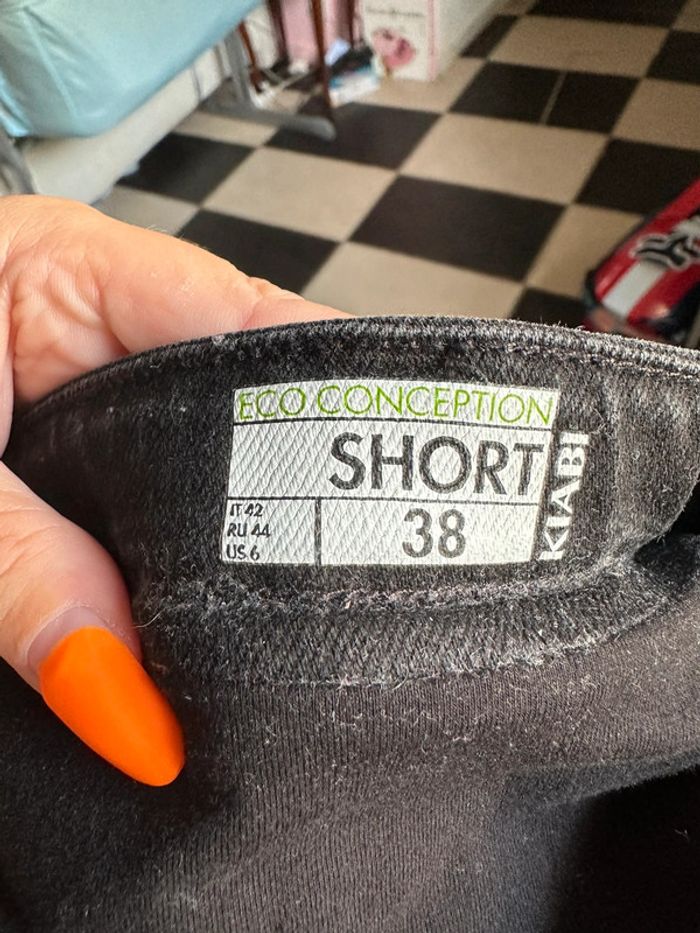 ECO CONCEPTION
SHORT
KIABI
IT 42
RU 44
US 6
38